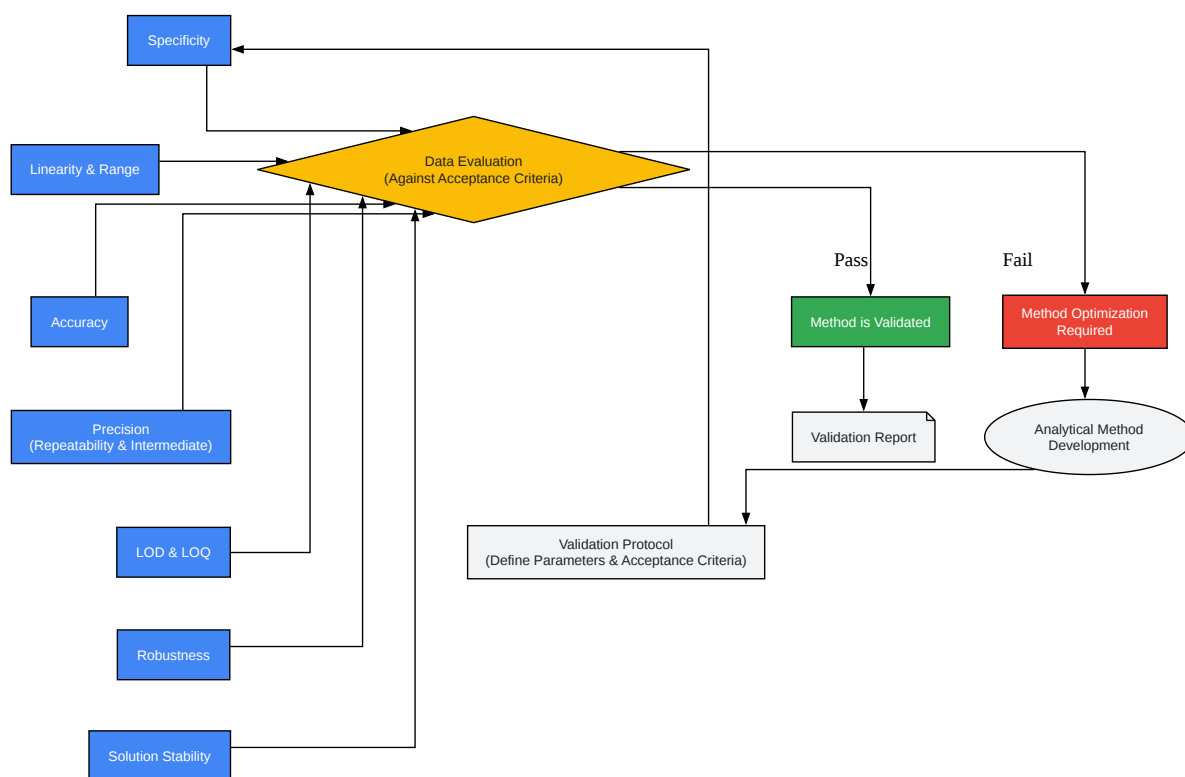 Specificity
Linearity & Range
Data Evaluation
(Against Acceptance Criteria)
Pass
Fail
Accuracy
Method is Validated
Method Optimization
Required
Precision
(Repeatability & Intermediate)
Validation Report
Analytical Method
Development
LOD & LOQ
Validation Protocol
(Define Parameters & Acceptance Criteria)
Robustness
Solution Stability